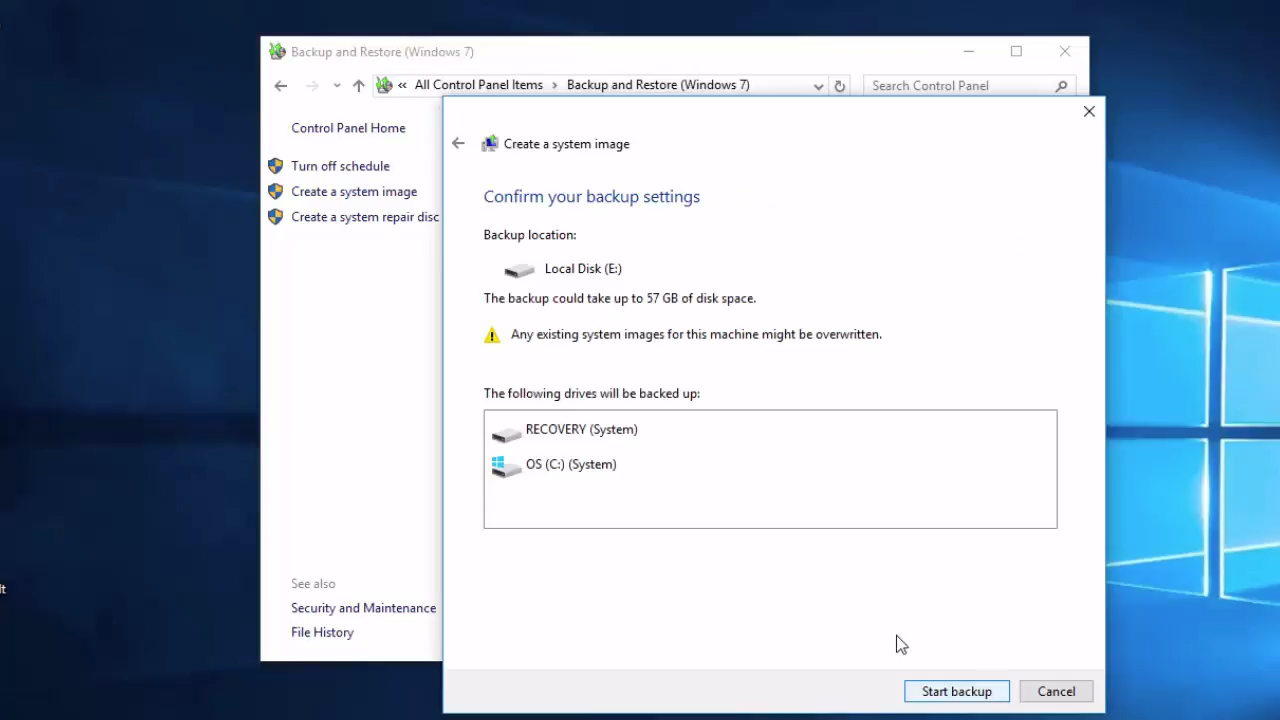 Backup and Restore (Windows 7)
« All Control Panel Items > Backup and Restore (Windows 7)
Search Control Panel
Control Panel Home
Turn off schedule
Create a system image
Create a system repair disc
See also
Security and Maintenance
File History
Create a system image
Confirm your backup settings
Backup location:
Local Disk (E:)
The backup could take up to 57 GB of disk space.
Any existing system images for this machine might be overwritten.
The following drives will be backed up:
RECOVERY (System)
OS (C:) (System)
Start backup
Cancel
lt